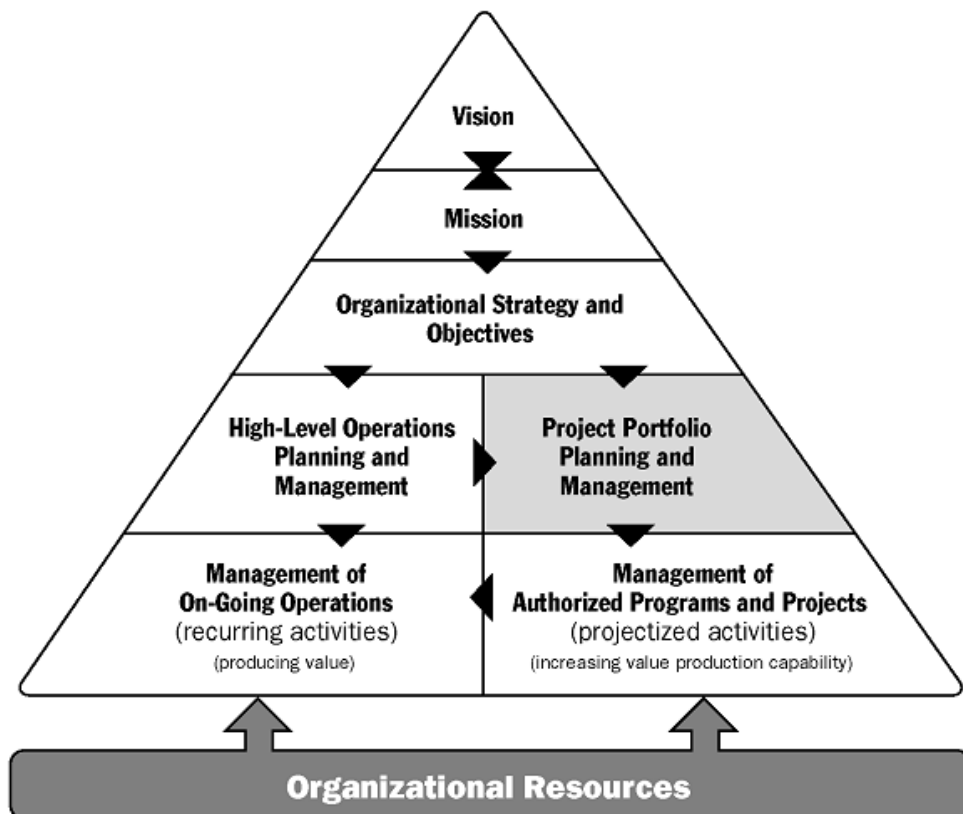 Vision
Mission
Organizational Strategy and
Objectives
High-Level Operations
Planning and
Management
Project Portfolio
Planning and
Management
Management of
On-Going Operations
(recurring activities)
(producing value)
Management of
Authorized Programs and Projects
(projectized activities)
(increasing value production capability)
Organizational Resources